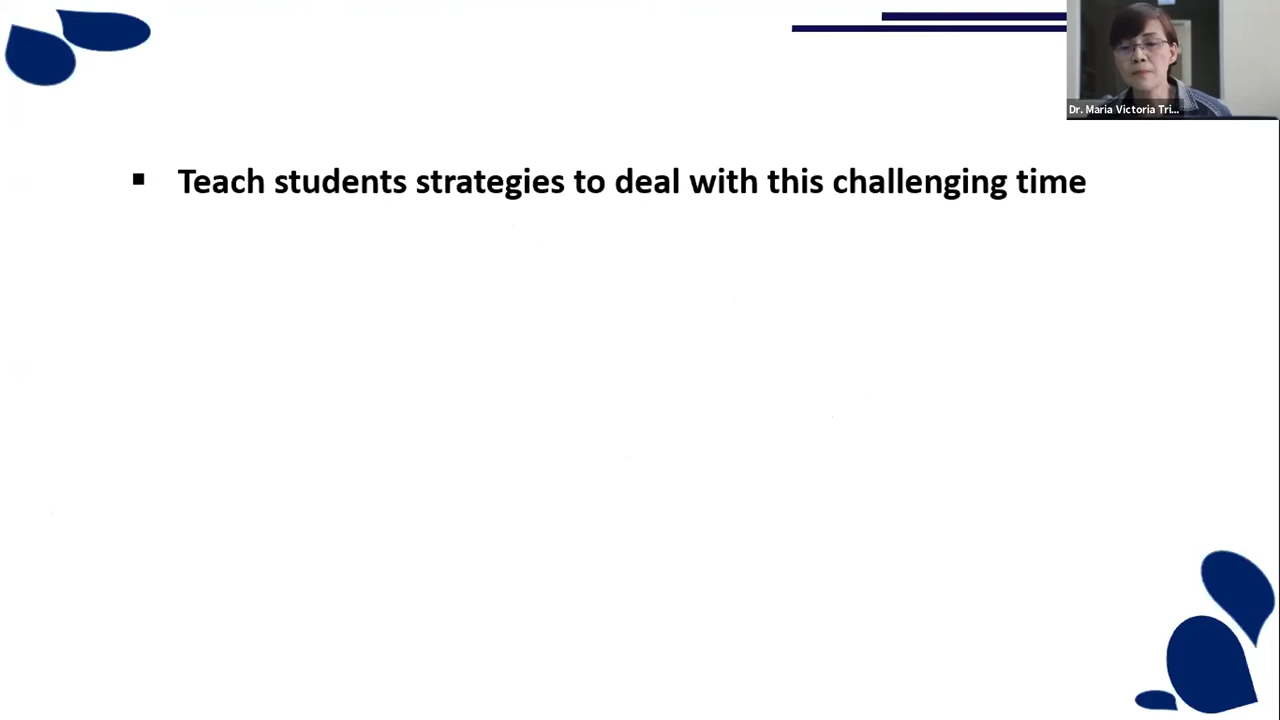 Dr. Maria Victoria Tri...
▪ Teach students strategies to deal with this challenging time